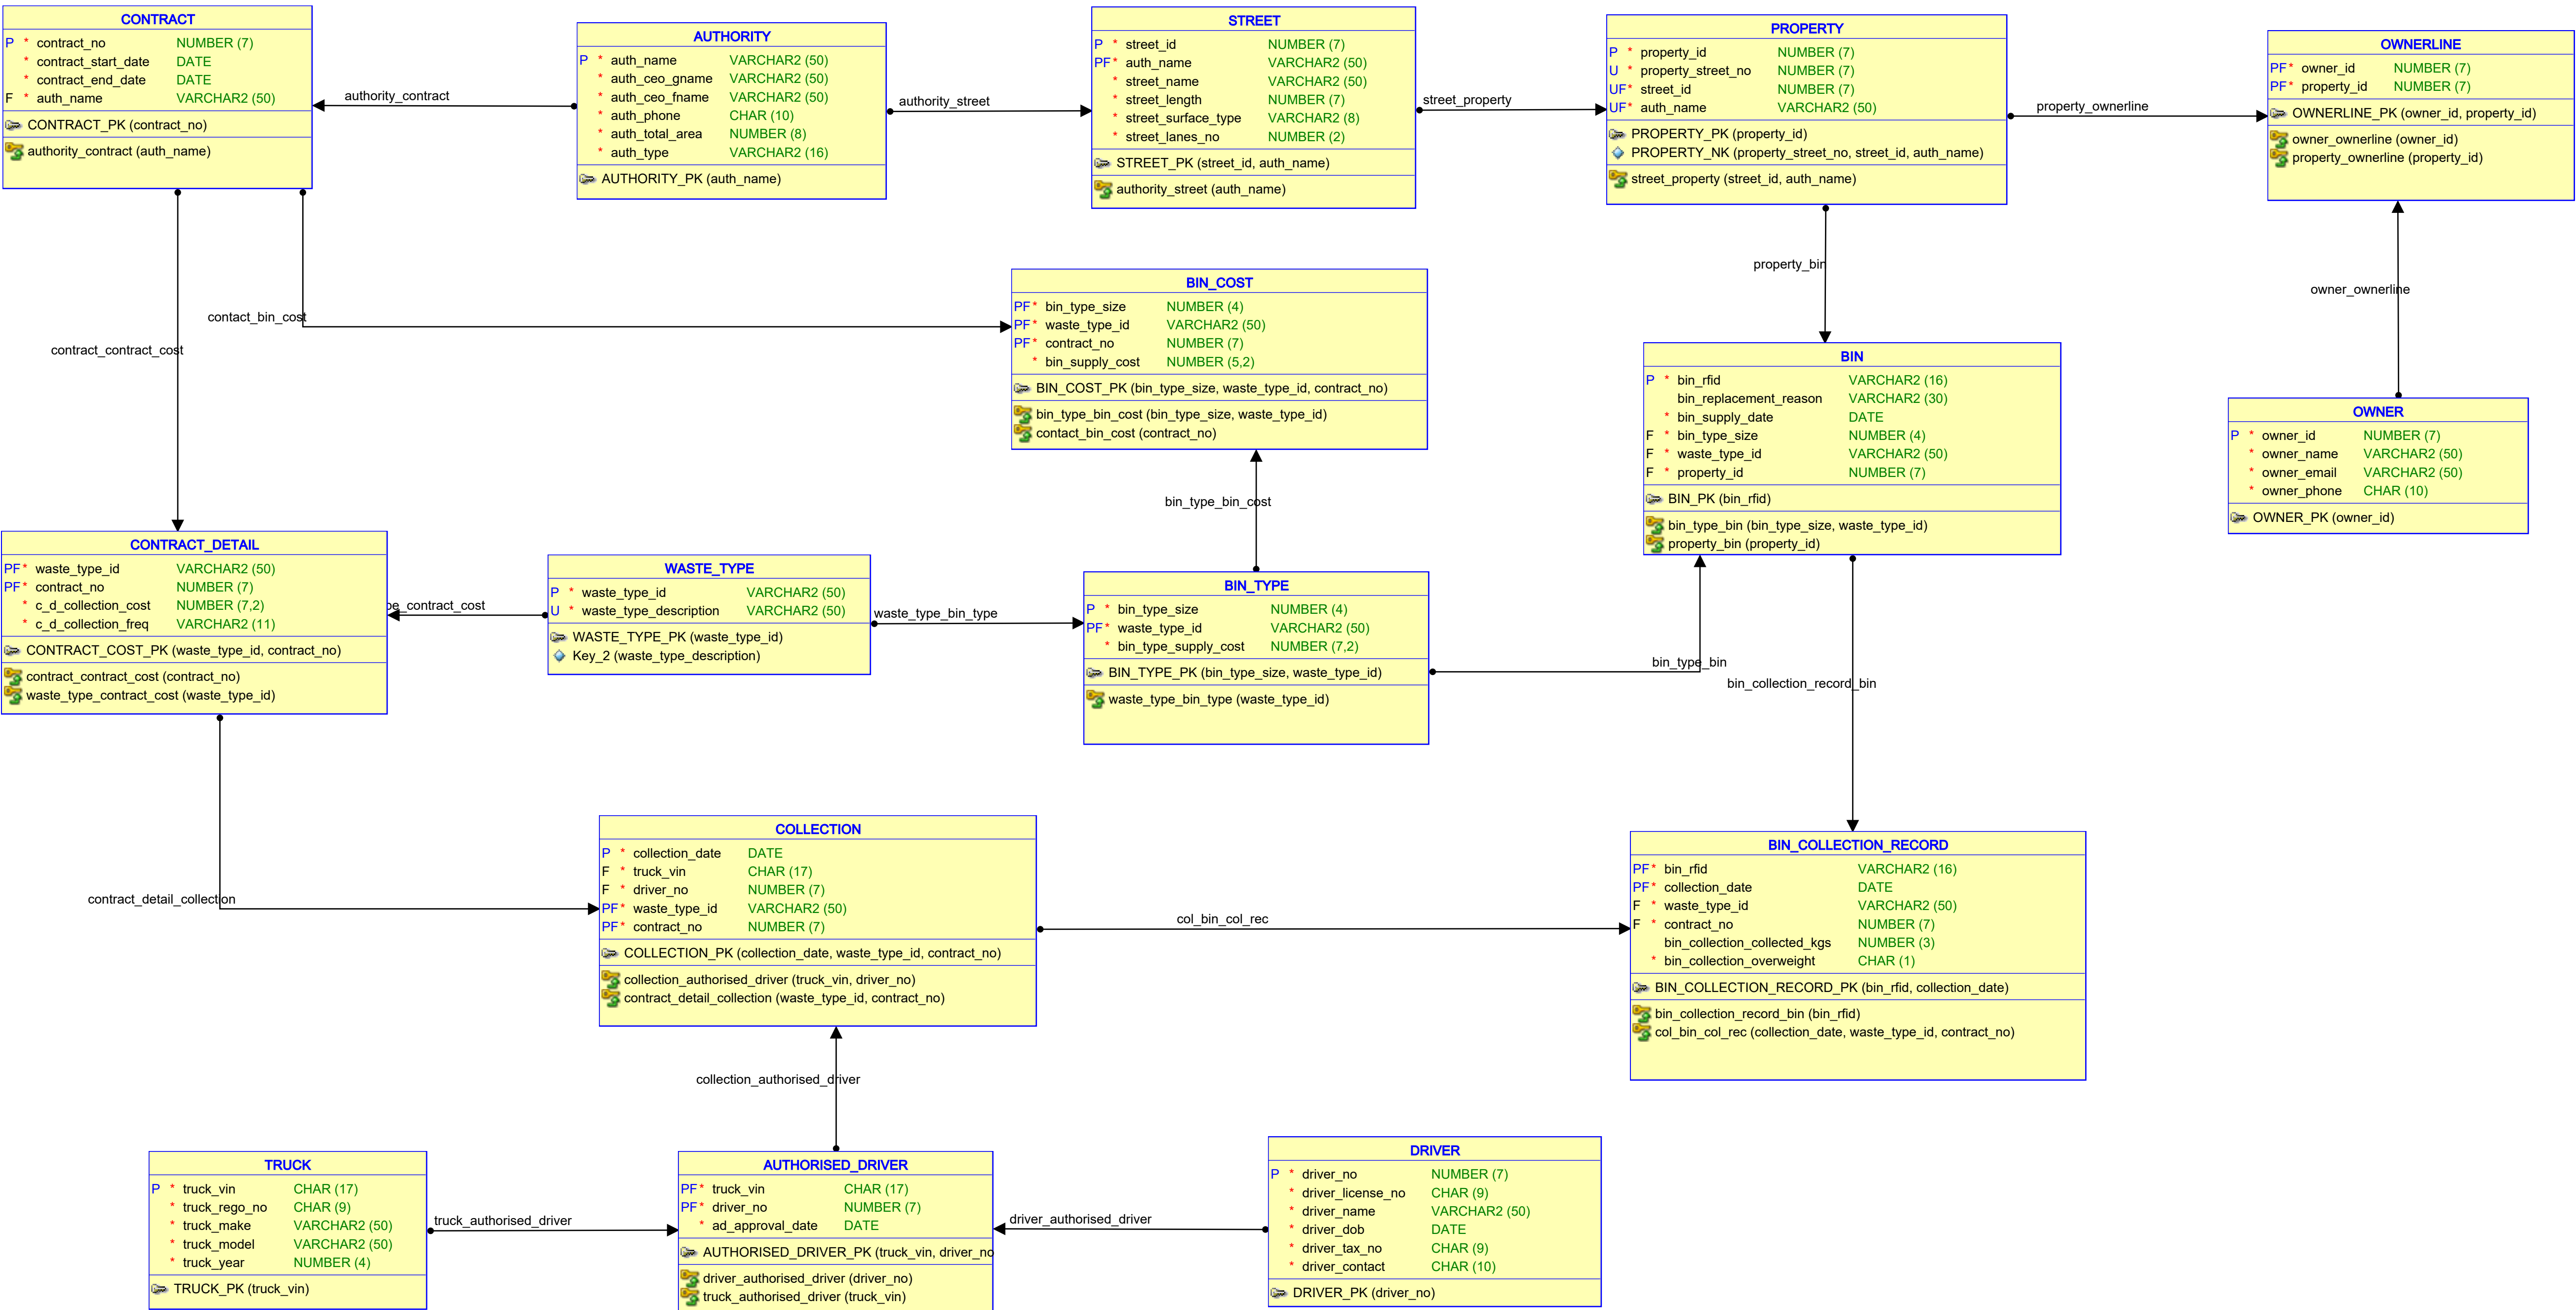 CONTRACT
P * contract_no NUMBER (7)
* contract_start_date DATE
* contract_end_date DATE
F * auth_name VARCHAR2 (50)
CONTRACT_PK (contract_no)
authority_contract (auth_name)
authority_contract
AUTHORITY
P * auth_name VARCHAR2 (50)
* auth_ceo_gname VARCHAR2 (50)
* auth_ceo_fname VARCHAR2 (50)
* auth_phone CHAR (10)
* auth_total_area NUMBER (8)
* auth_type VARCHAR2 (16)
AUTHORITY_PK (auth_name)
authority_street
STREET
P * street_id NUMBER (7)
PF * auth_name VARCHAR2 (50)
* street_name VARCHAR2 (50)
* street_length NUMBER (7)
* street_surface_type VARCHAR2 (8)
* street_lanes_no NUMBER (2)
STREET_PK (street_id, auth_name)
authority_street (auth_name)
street_property
PROPERTY
P * property_id NUMBER (7)
U * property_street_no NUMBER (7)
UF * street_id NUMBER (7)
UF * auth_name VARCHAR2 (50)
PROPERTY_PK (property_id)
PROPERTY_NK (property_street_no, street_id, auth_name)
street_property (street_id, auth_name)
property_ownerline
OWNERLINE
PF * owner_id NUMBER (7)
PF * property_id NUMBER (7)
OWNERLINE_PK (owner_id, property_id)
owner_ownerline (owner_id)
property_ownerline (property_id)
contact_bin_cost
contract_contract_cost
BIN_COST
PF * bin_type_size NUMBER (4)
PF * waste_type_id VARCHAR2 (50)
PF * contract_no NUMBER (7)
* bin_supply_cost NUMBER (5,2)
BIN_COST_PK (bin_type_size, waste_type_id, contract_no)
bin_type_bin_cost (bin_type_size, waste_type_id)
contact_bin_cost (contract_no)
property_bin
owner_ownerline
BIN
P * bin_rfid VARCHAR2 (16)
bin_replacement_reason VARCHAR2 (30)
* bin_supply_date DATE
F * bin_type_size NUMBER (4)
F * waste_type_id VARCHAR2 (50)
F * property_id NUMBER (7)
BIN_PK (bin_rfid)
bin_type_bin (bin_type_size, waste_type_id)
property_bin (property_id)
OWNER
P * owner_id NUMBER (7)
* owner_name VARCHAR2 (50)
* owner_email VARCHAR2 (50)
* owner_phone CHAR (10)
OWNER_PK (owner_id)
bin_type_bin_cost
CONTRACT_DETAIL
PF * waste_type_id VARCHAR2 (50)
PF * contract_no NUMBER (7)
* c_d_collection_cost NUMBER (7,2)
* c_d_collection_freq VARCHAR2 (11)
CONTRACT_COST_PK (waste_type_id, contract_no)
contract_contract_cost (contract_no)
waste_type_contract_cost (waste_type_id)
pe_contract_cost
WASTE_TYPE
P * waste_type_id VARCHAR2 (50)
U * waste_type_description VARCHAR2 (50)
WASTE_TYPE_PK (waste_type_id)
Key_2 (waste_type_description)
waste_type_bin_type
BIN_TYPE
P * bin_type_size NUMBER (4)
PF * waste_type_id VARCHAR2 (50)
* bin_type_supply_cost NUMBER (7,2)
BIN_TYPE_PK (bin_type_size, waste_type_id)
waste_type_bin_type (waste_type_id)
bin_type_bin
bin_collection_record_bin
contract_detail_collection
COLLECTION
P * collection_date DATE
F * truck_vin CHAR (17)
F * driver_no NUMBER (7)
PF * waste_type_id VARCHAR2 (50)
PF * contract_no NUMBER (7)
COLLECTION_PK (collection_date, waste_type_id, contract_no)
collection_authorised_driver (truck_vin, driver_no)
contract_detail_collection (waste_type_id, contract_no)
col_bin_col_rec
BIN_COLLECTION_RECORD
PF * bin_rfid VARCHAR2 (16)
PF * collection_date DATE
F * waste_type_id VARCHAR2 (50)
F * contract_no NUMBER (7)
bin_collection_collected_kgs NUMBER (3)
* bin_collection_overweight CHAR (1)
BIN_COLLECTION_RECORD_PK (bin_rfid, collection_date)
bin_collection_record_bin (bin_rfid)
col_bin_col_rec (collection_date, waste_type_id, contract_no)
collection_authorised_driver
TRUCK
P * truck_vin CHAR (17)
* truck_rego_no CHAR (9)
* truck_make VARCHAR2 (50)
* truck_model VARCHAR2 (50)
* truck_year NUMBER (4)
TRUCK_PK (truck_vin)
truck_authorised_driver
AUTHORISED_DRIVER
PF * truck_vin CHAR (17)
PF * driver_no NUMBER (7)
* ad_approval_date DATE
AUTHORISED_DRIVER_PK (truck_vin, driver_no
driver_authorised_driver (driver_no)
truck_authorised_driver (truck_vin)
driver_authorised_driver
DRIVER
P * driver_no NUMBER (7)
* driver_license_no CHAR (9)
* driver_name VARCHAR2 (50)
* driver_dob DATE
* driver_tax_no CHAR (9)
* driver_contact CHAR (10)
DRIVER_PK (driver_no)